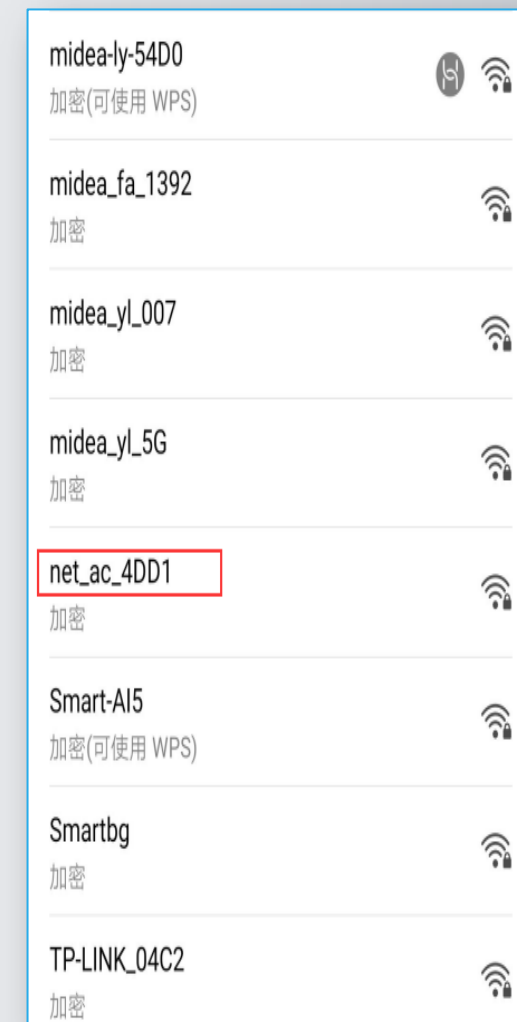 midea-ly-54D0
加密(可使用 WPS)
midea_fa_1392
加密
midea_yl_007
加密
midea_yl_5G
加密
net_ac_4DD1
加密
Smart-AI5
加密(可使用 WPS)
Smartbg
加密
TP-LINK_04C2
加密